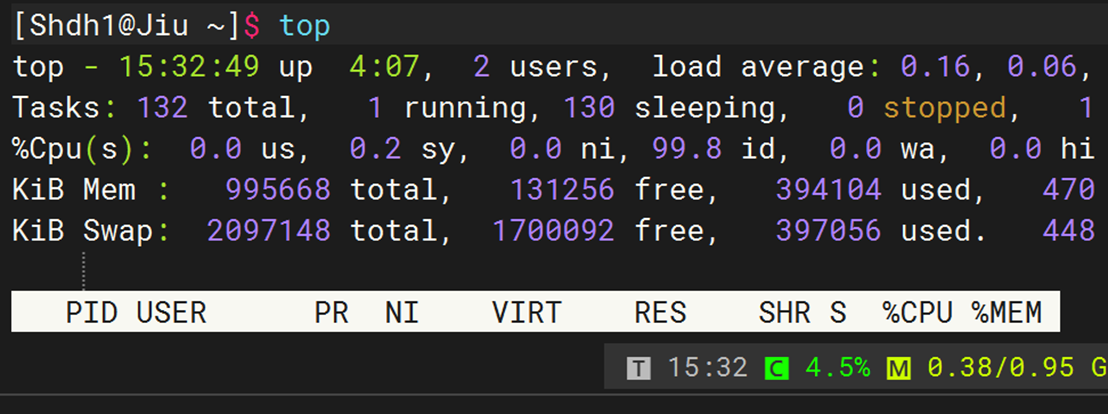 [Shdh1@Jiu ~]$ top
top - 15:32:49 up  4:07,  2 users,  load average: 0.16, 0.06,
Tasks: 132 total,   1 running, 130 sleeping,   0 stopped,   1
%Cpu(s):  0.0 us,  0.2 sy,  0.0 ni, 99.8 id,  0.0 wa,  0.0 hi
KiB Mem :   995668 total,   131256 free,   394104 used,   470
KiB Swap:  2097148 total,  1700092 free,   397056 used.   448
PID USER      PR  NI    VIRT    RES    SHR S  %CPU %MEM
T 15:32 C 4.5% M 0.38/0.95 G